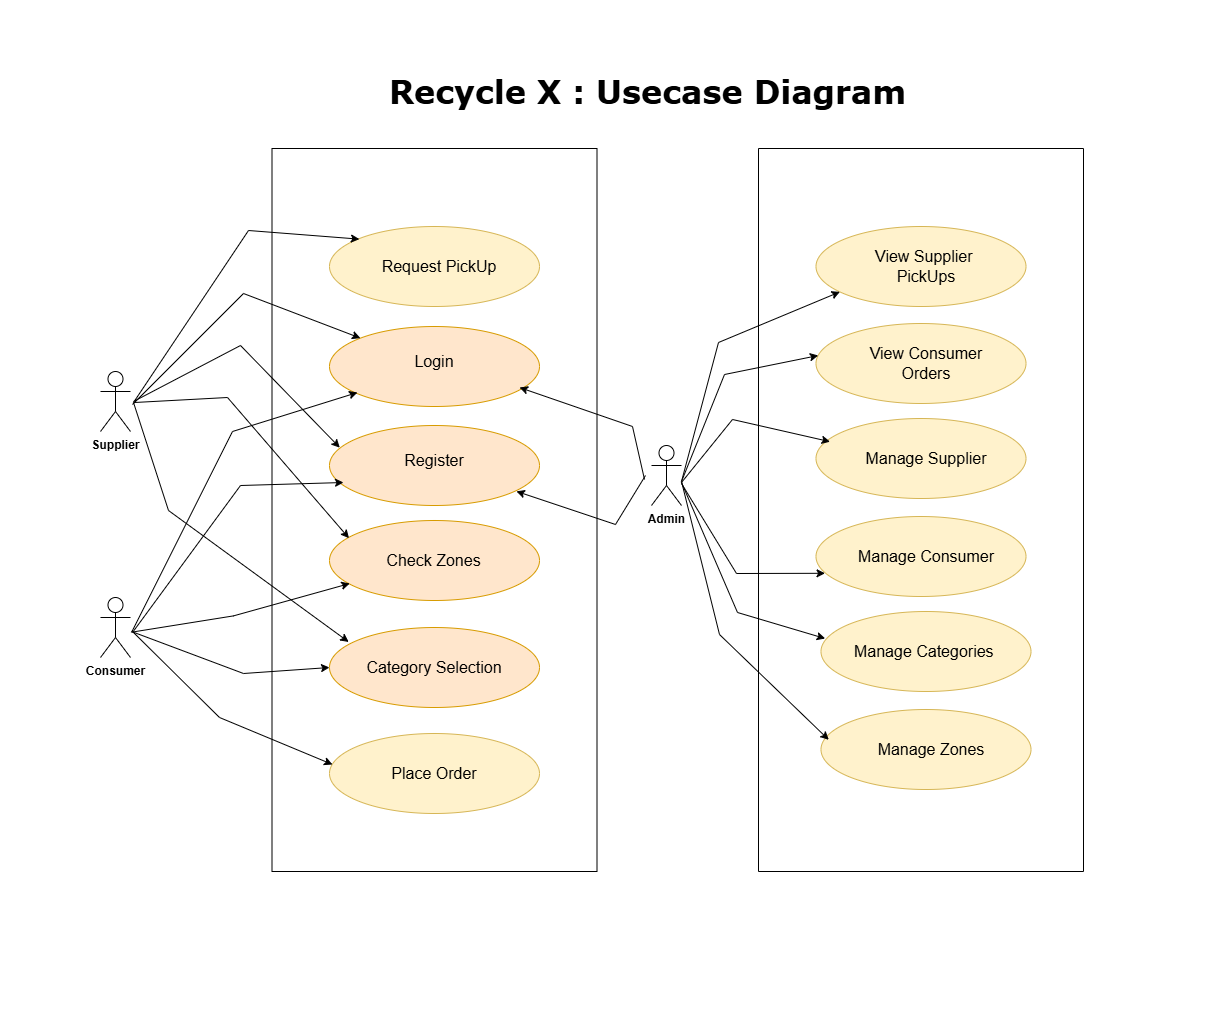 Recycle X : Usecase Diagram
Request PickUp
Login
Register
Check Zones
Category Selection
Place Order
Supplier
Consumer
Admin
View Supplier
PickUps
View Consumer
Orders
Manage Supplier
Manage Consumer
Manage Categories
Manage Zones